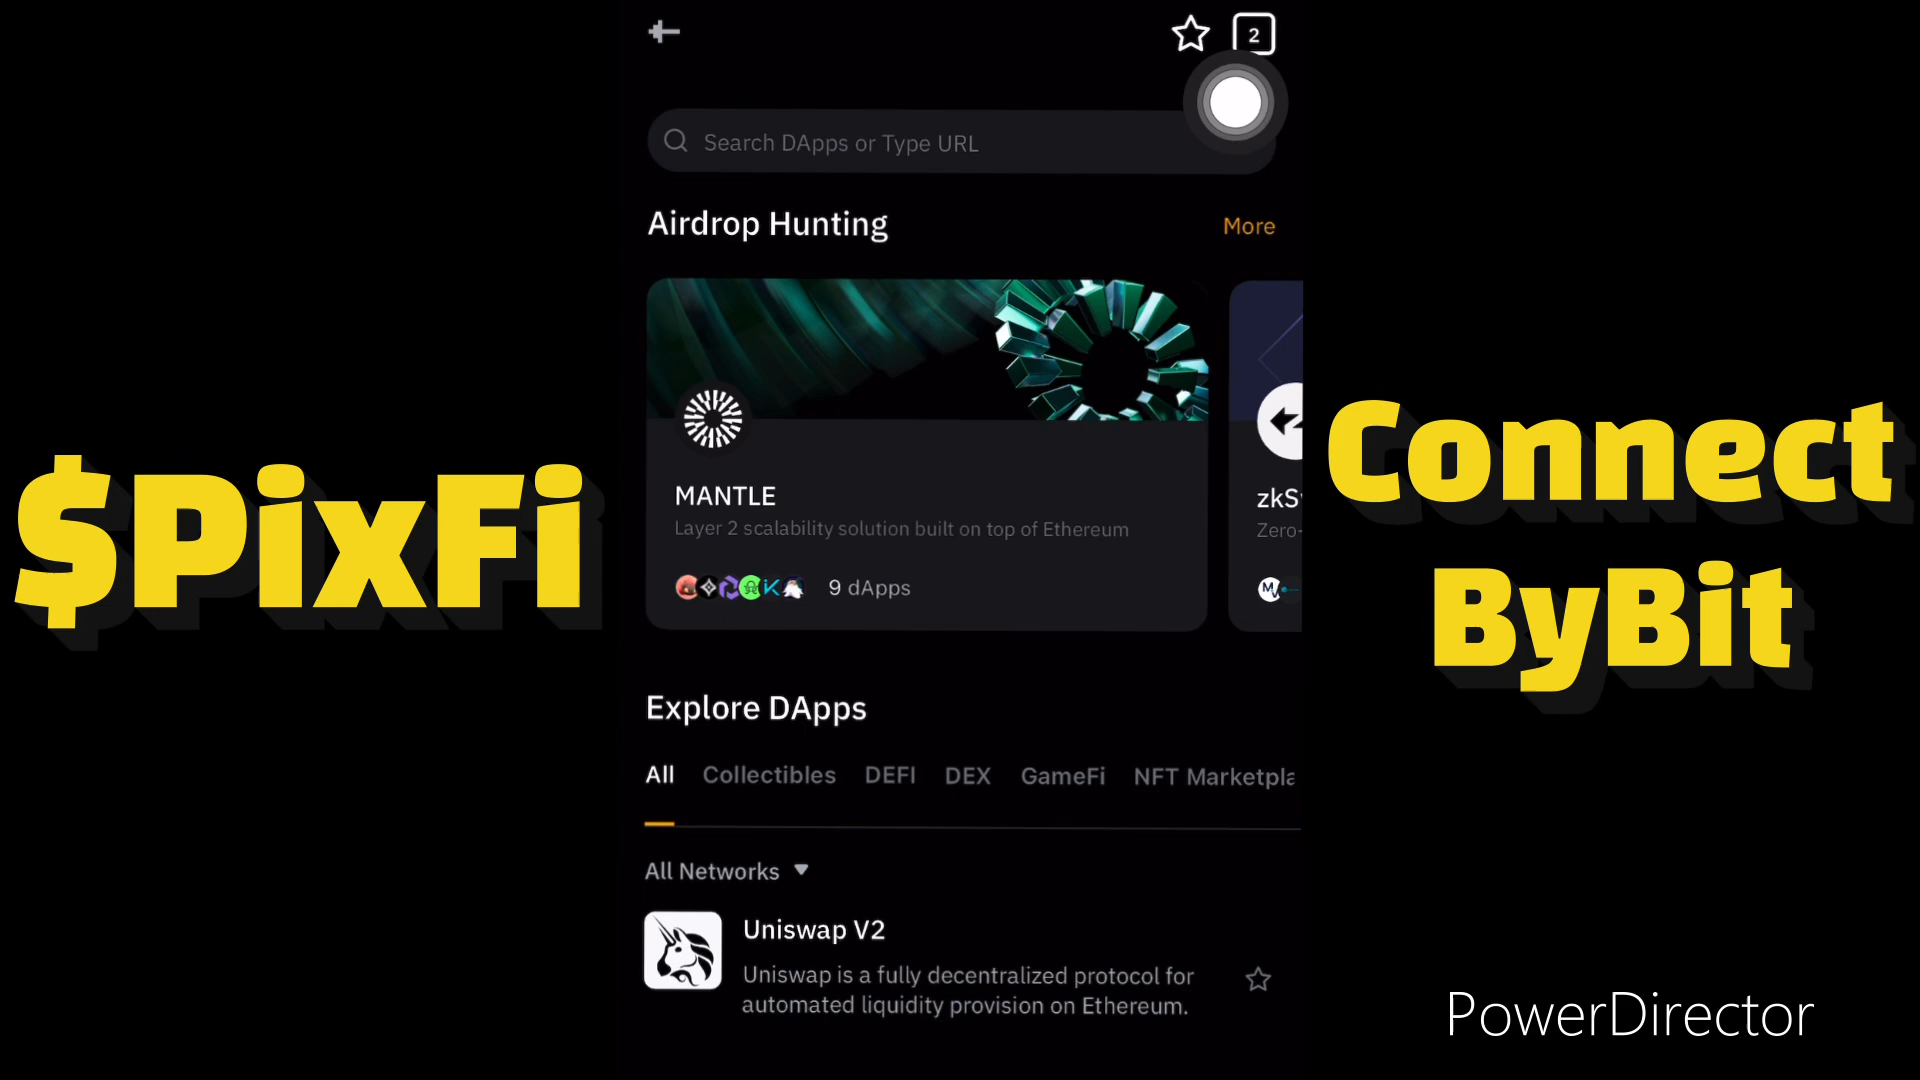 2
Search DApps or Type URL
Airdrop Hunting
More
MANTLE
Layer 2 scalability solution built on top of Ethereum
9 dApps
Zero-
$PixFi
Connect
ByBit
Explore DApps
All Collectibles DEFI DEX GameFi
NFT
All Networks
Uniswap V2
Uniswap is a fully decentralized protocol for
automated liquidity provision on Ethereum.
PowerDirector